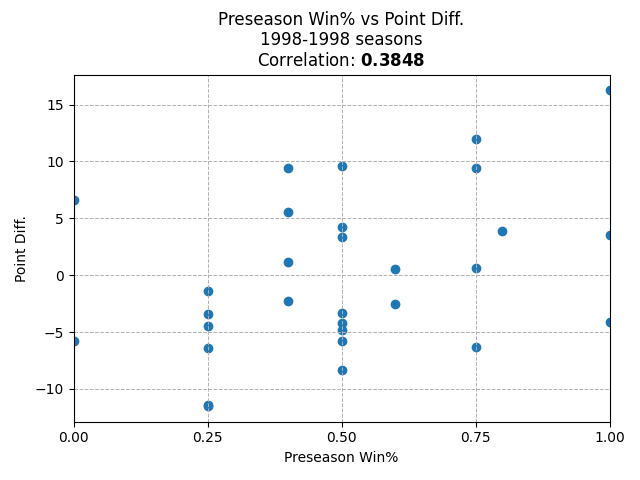 Preseason Win% vs Point Diff.
1998-1998 seasons
Correlation: 0.3848
Point Diff.
15
10
5
0
−5
−10
0.00 0.25 0.50 0.75 1.00
Preseason Win%